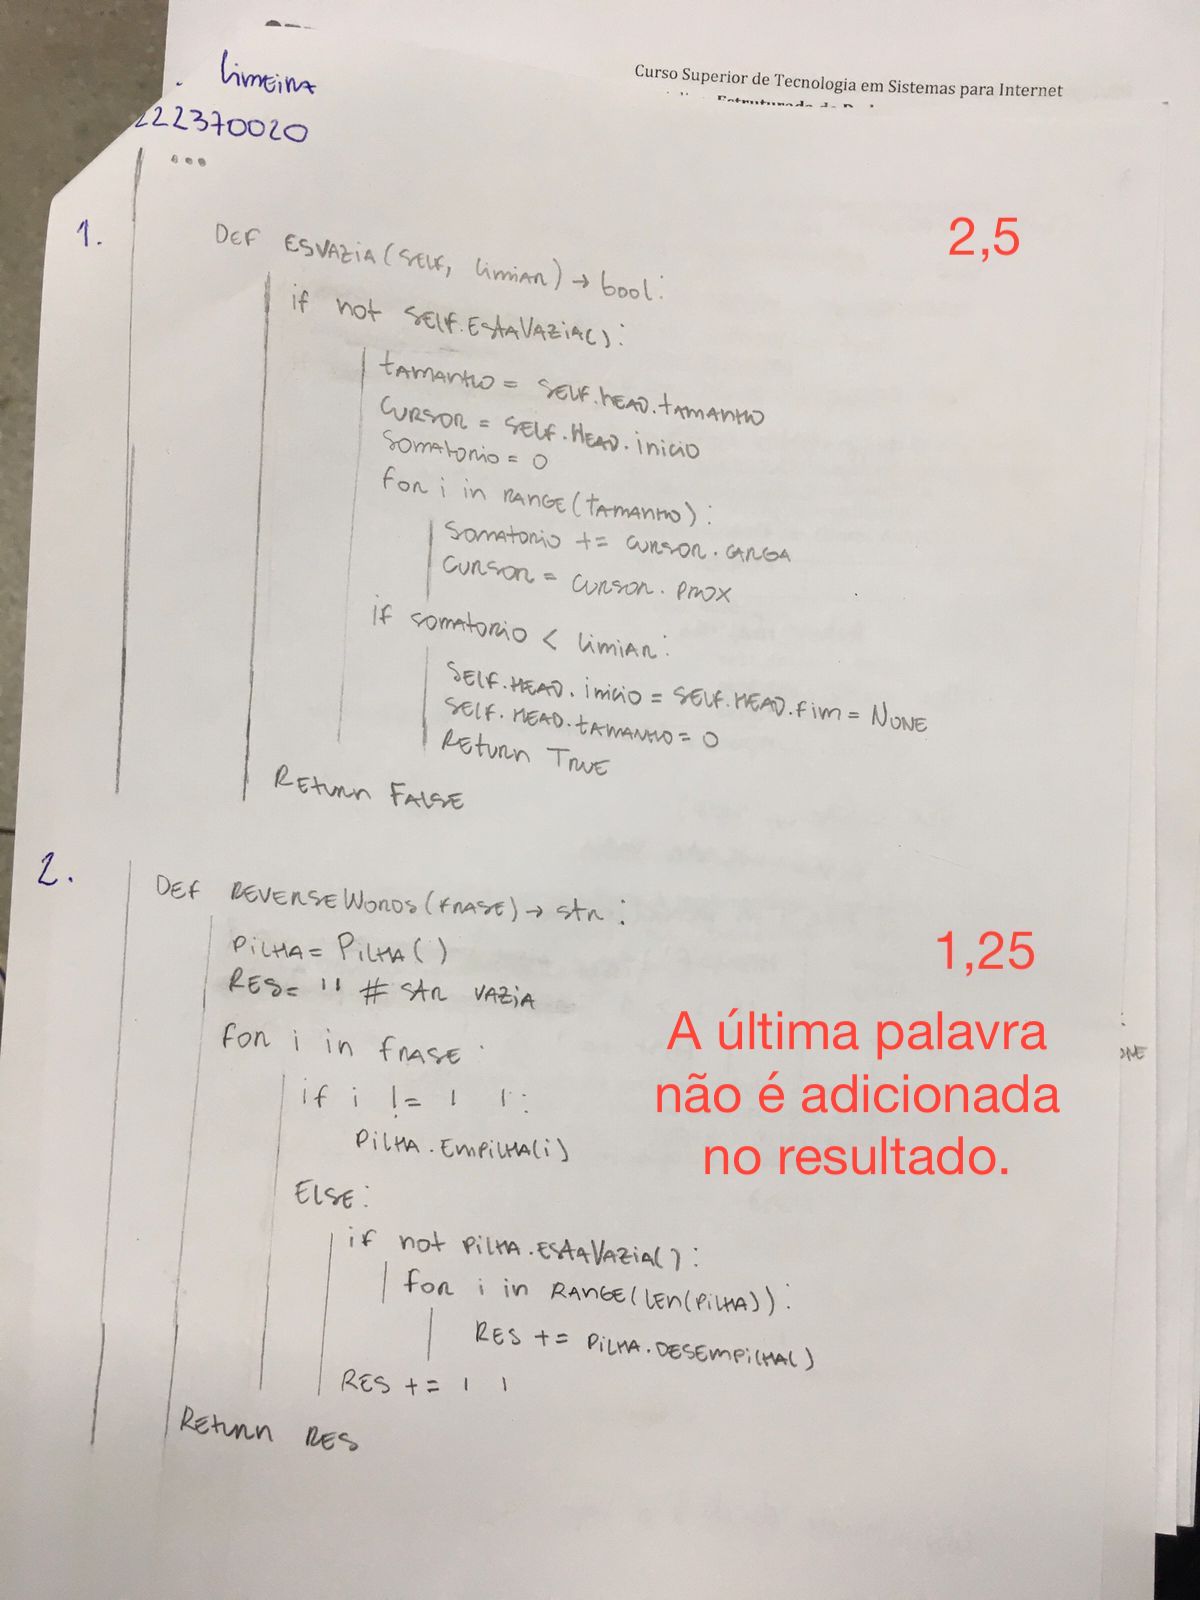 Limeira
222370020
Curso Superior de Tecnologia em Sistemas para Internet
...
1.
2,5
Def esvazia(self, limiar) → bool:
if not self.estaVazia():
tamanho = self.head.tamanho
cursor = self.head.inicio
somatorio = 0
for i in range(tamanho):
somatorio += cursor.carga
cursor = cursor.prox
if somatorio < limiar:
self.head.inicio = self.head.fim = None
self.head.tamanho = 0
Return True
Return False
2.
Def reverseWords(frase) → str:
pilha = Pilha()
Res = '' # str vazia
for i in frase:
if i != ' ':
pilha.empilha(i)
Else:
if not pilha.estaVazia():
for i in range(len(pilha)):
Res += pilha.desempilha()
Res += ' '
Return Res
1,25
A última palavra
não é adicionada
no resultado.